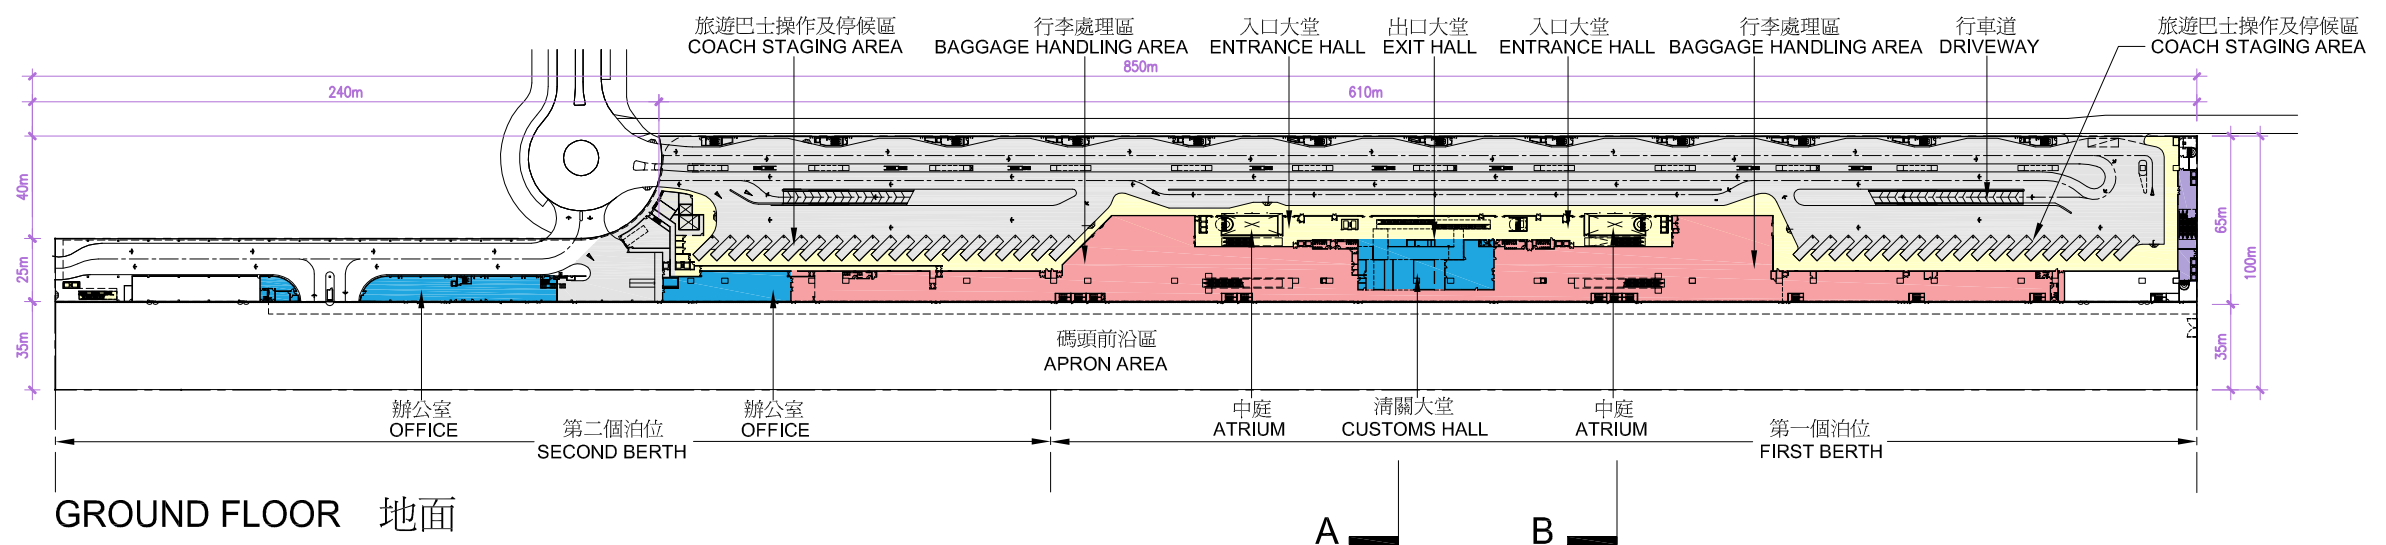 旅遊巴士操作及停候區
COACH STAGING AREA
行李處理區
BAGGAGE HANDLING AREA
入口大堂
ENTRANCE HALL
出口大堂
EXIT HALL
入口大堂
ENTRANCE HALL
行李處理區
BAGGAGE HANDLING AREA
行車道
DRIVEWAY
旅遊巴士操作及停候區
COACH STAGING AREA
850m
240m
610m
40m
25m
35m
65m
100m
35m
碼頭前沿區
APRON AREA
辦公室
OFFICE
第二個泊位
SECOND BERTH
辦公室
OFFICE
中庭
ATRIUM
清關大堂
CUSTOMS HALL
中庭
ATRIUM
第一個泊位
FIRST BERTH
GROUND FLOOR 地面
A
B